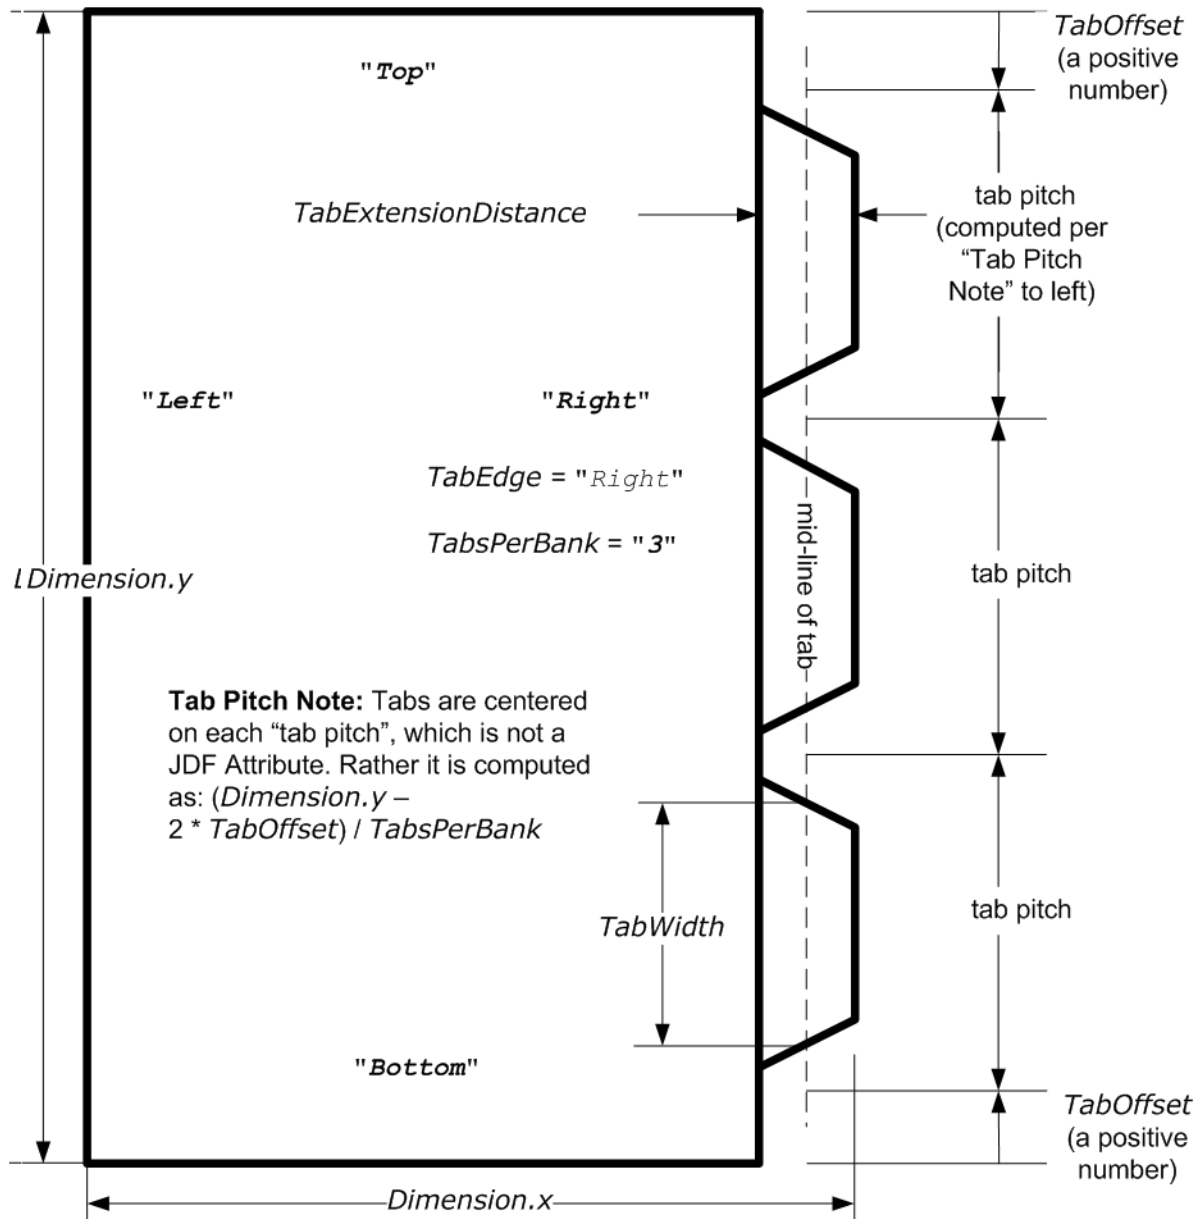 TabOffset
(a positive
number)
"Top"
TabExtensionDistance
tab pitch
(computed per
“Tab Pitch
Note” to left)
"Left"
"Right"
TabEdge = "Right"
TabsPerBank = "3"
mid-line of tab
tab pitch
Dimension.y
Tab Pitch Note: Tabs are centered
on each “tab pitch”, which is not a
JDF Attribute. Rather it is computed
as: (Dimension.y –
2 * TabOffset) / TabsPerBank
TabWidth
tab pitch
"Bottom"
TabOffset
(a positive
number)
Dimension.x